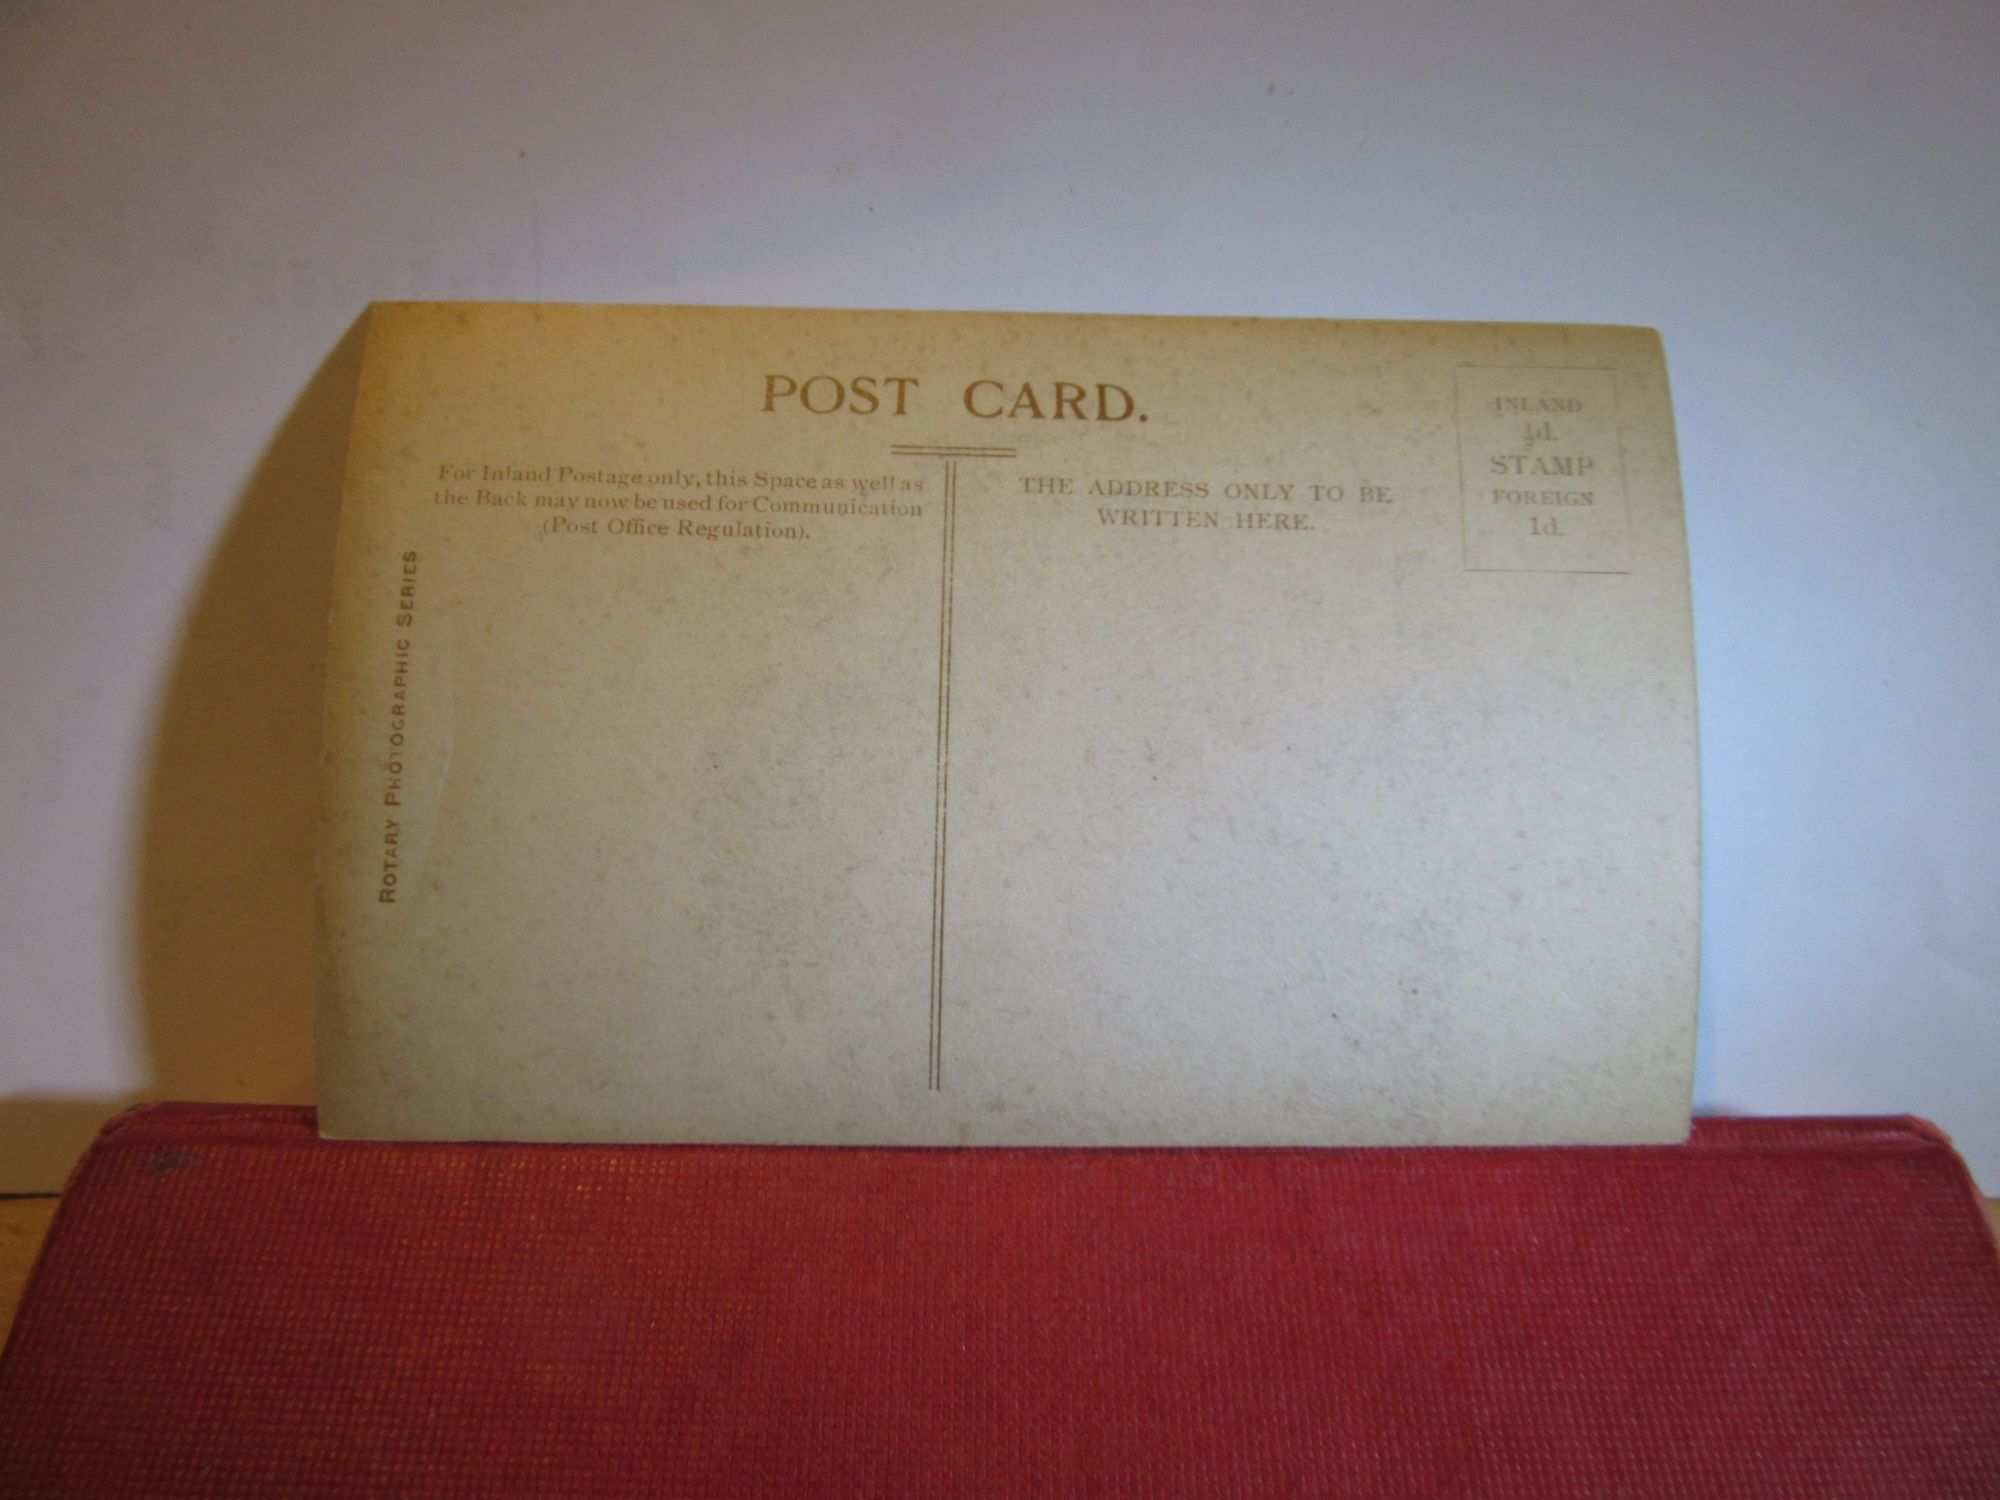 POST CARD.
For Inland Postage only, this Space as well as
the Back may now be used for Communication
(Post Office Regulation).
THE ADDRESS ONLY TO BE
WRITTEN HERE.
INLAND
½d.
STAMP
FOREIGN
1d.
ROTARY PHOTOGRAPHIC SERIES